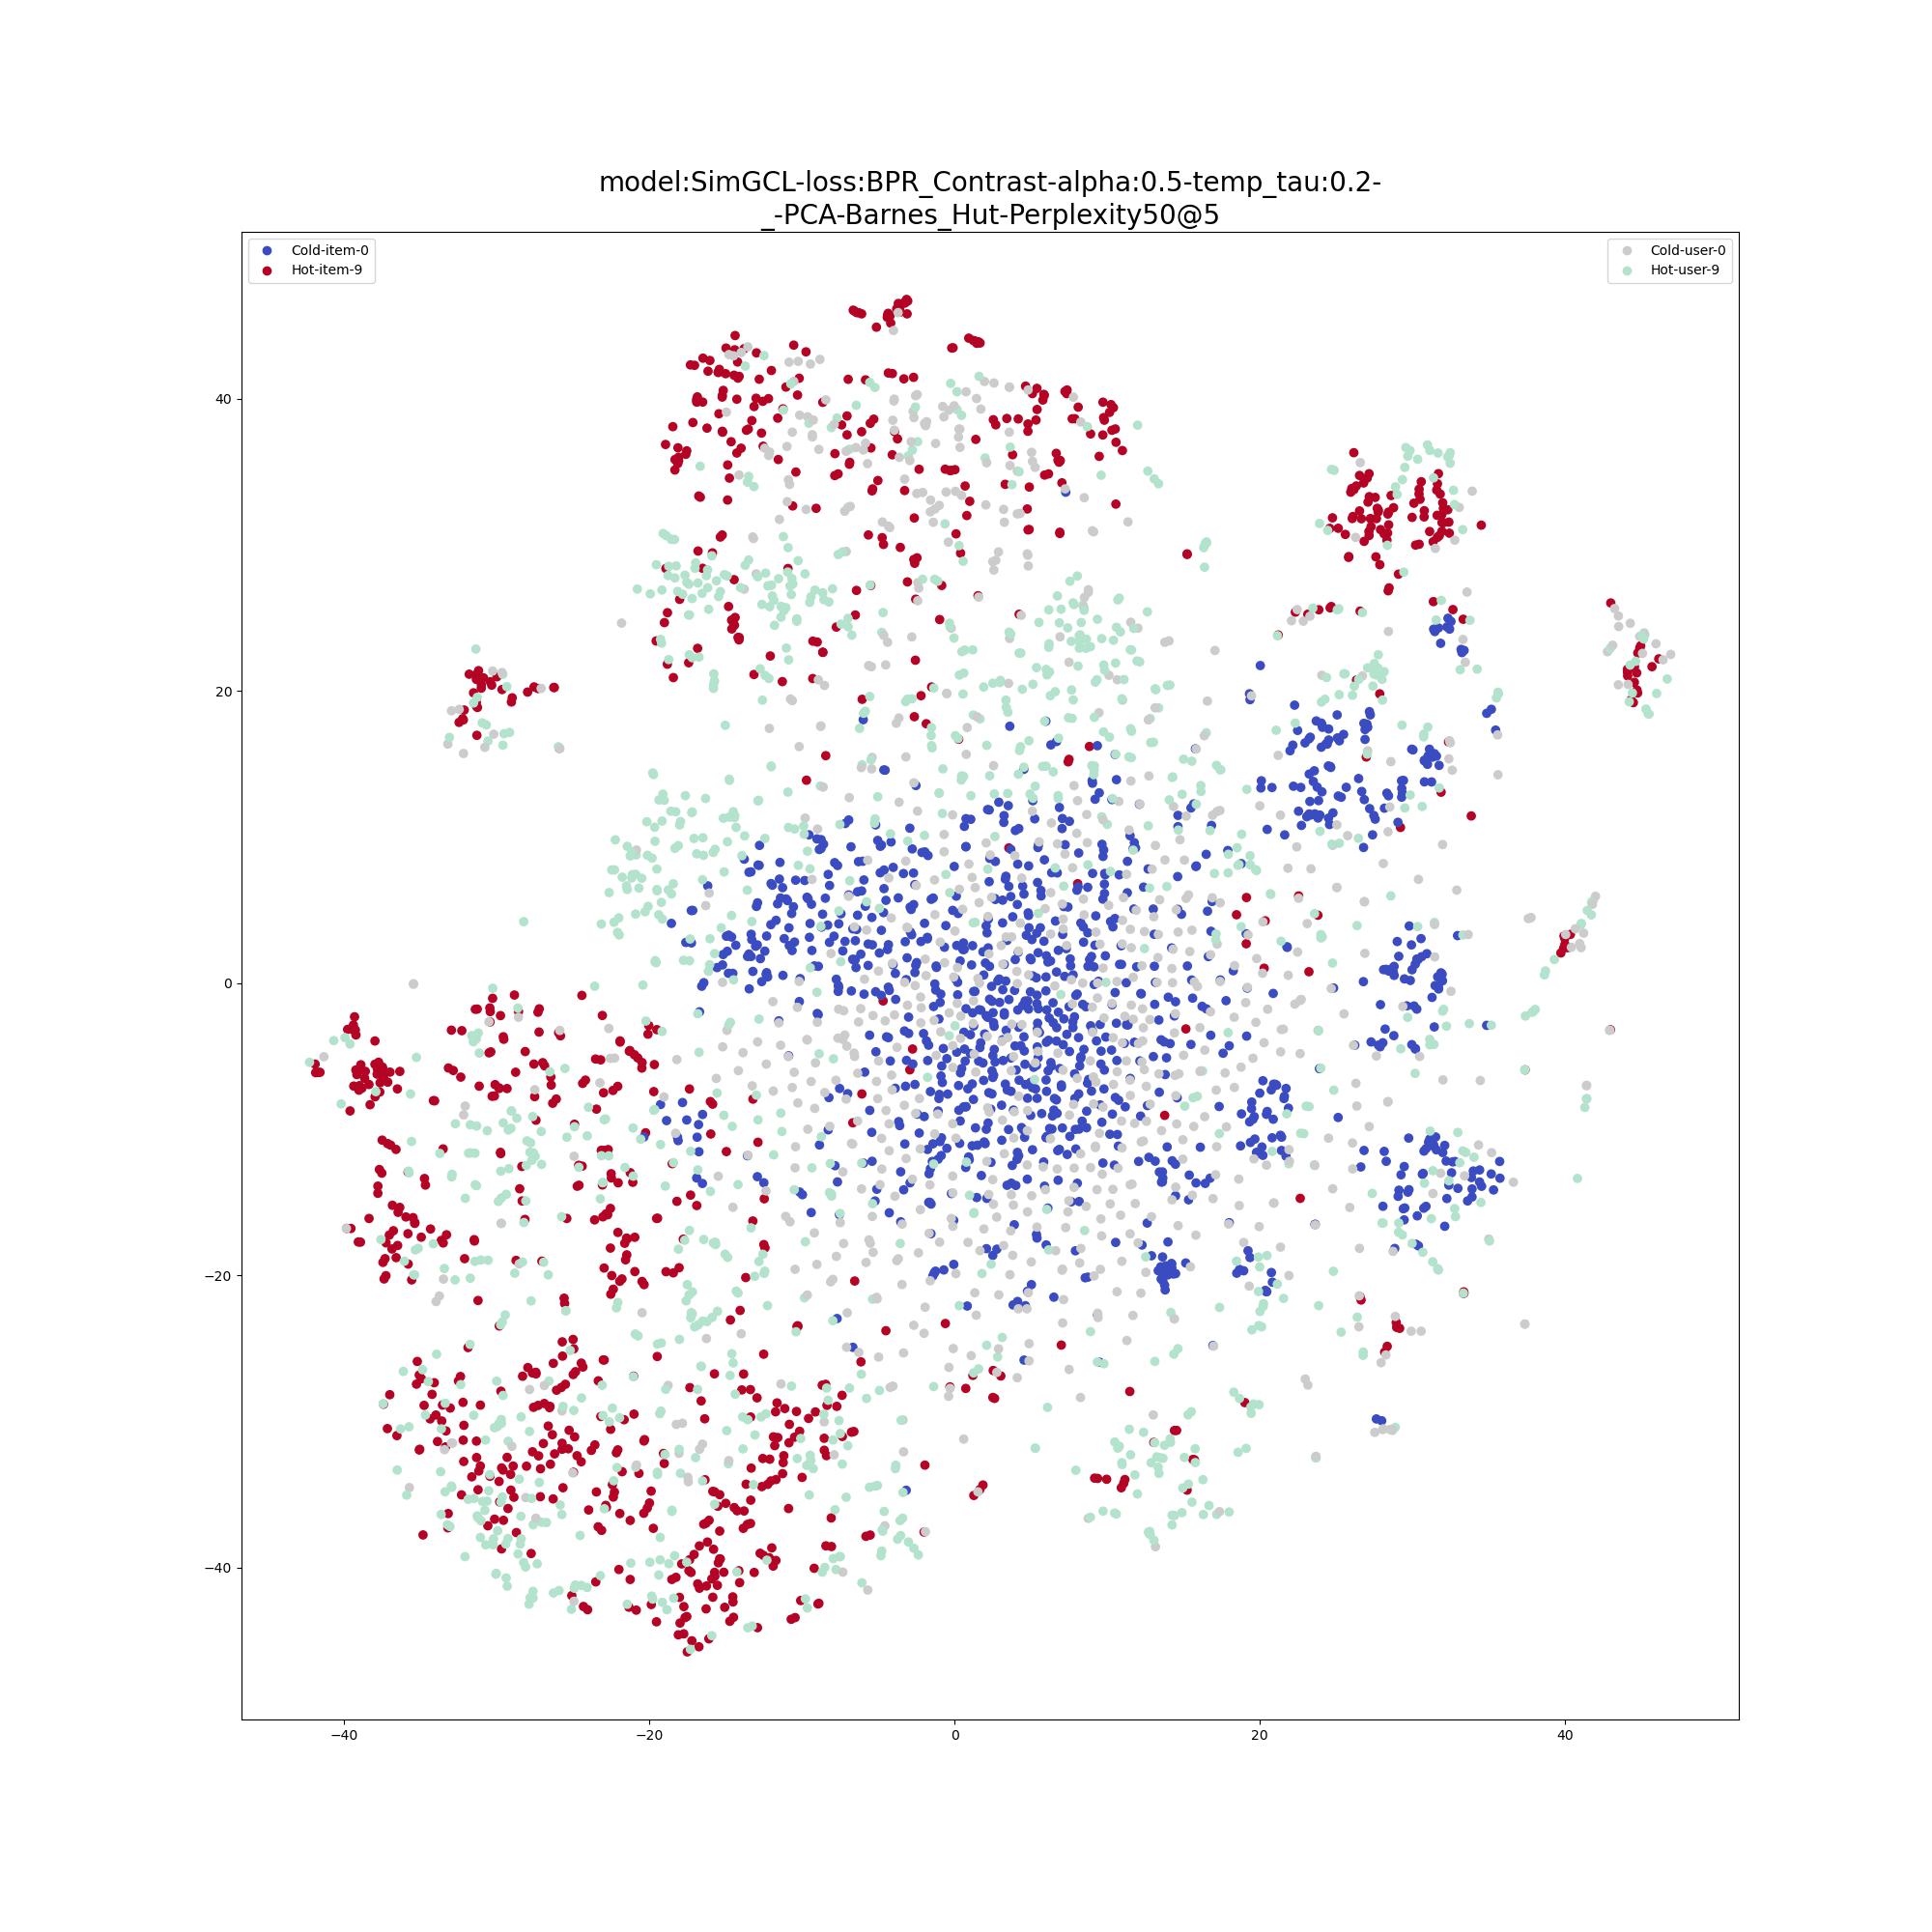 model:SimGCL-loss:BPR_Contrast-alpha:0.5-temp_tau:0.2-
_-PCA-Barnes_Hut-Perplexity50@5
Cold-item-0
Hot-item-9
Cold-user-0
Hot-user-9
40
20
0
−20
−40
−40
−20
0
20
40